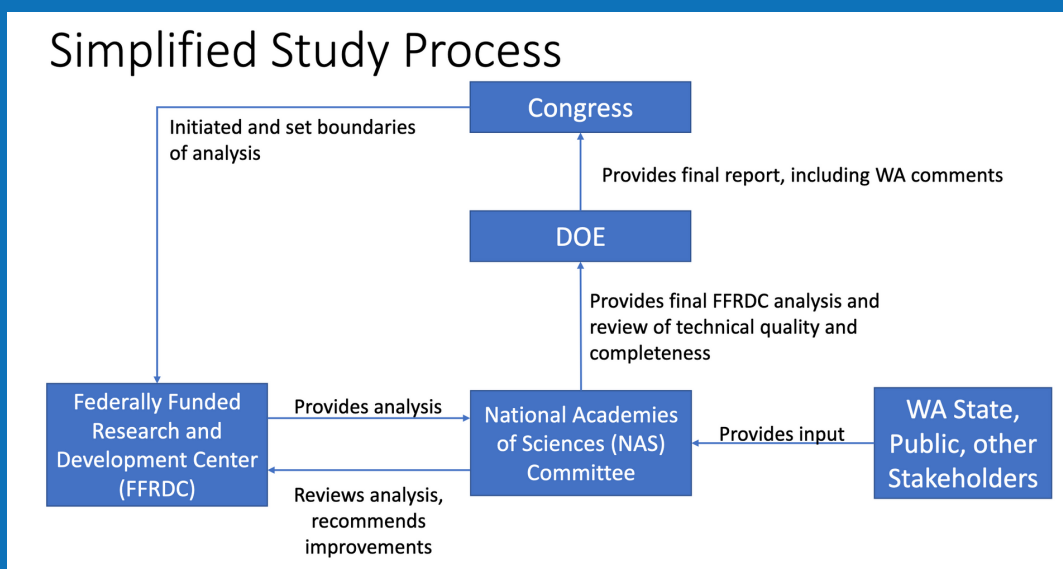 Simplified Study Process
Congress
Initiated and set boundaries
of analysis
Provides final report, including WA comments
DOE
Provides final FFRDC analysis and
review of technical quality and
completeness
Federally Funded
Research and
Development Center
(FFRDC)
Provides analysis
National Academies
of Sciences (NAS)
Committee
Provides input
WA State,
Public, other
Stakeholders
Reviews analysis,
recommends
improvements